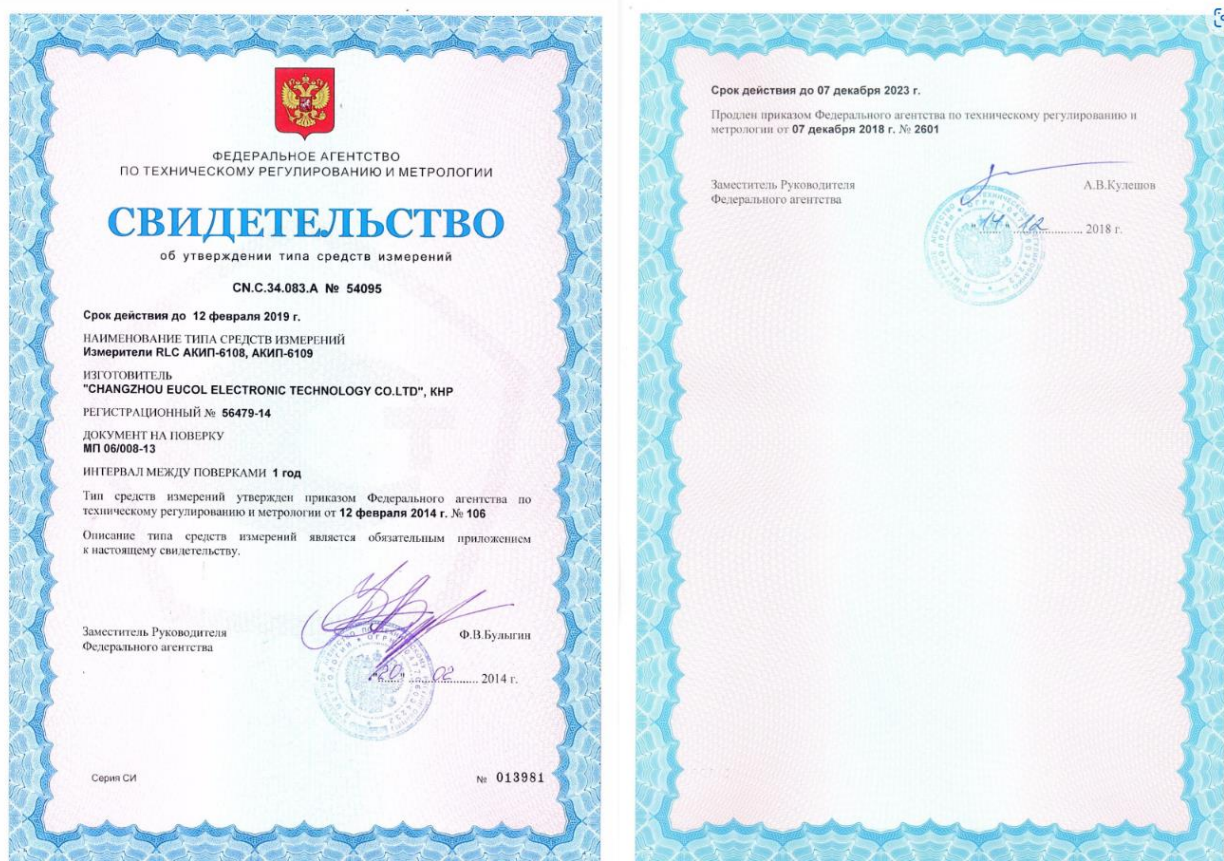 ФЕДЕРАЛЬНОЕ АГЕНТСТВО
ПО ТЕХНИЧЕСКОМУ РЕГУЛИРОВАНИЮ И МЕТРОЛОГИИ
СВИДЕТЕЛЬСТВО
об утверждении типа средств измерений
CN.C.34.083.A № 54095
Срок действия до 12 февраля 2019 г.
НАИМЕНОВАНИЕ ТИПА СРЕДСТВ ИЗМЕРЕНИЙ
Измерители RLC АКИП-6108, АКИП-6109
ИЗГОТОВИТЕЛЬ
"CHANGZHOU EUCOL ELECTRONIC TECHNOLOGY CO.LTD", КНР
РЕГИСТРАЦИОННЫЙ № 56479-14
ДОКУМЕНТ НА ПОВЕРКУ
МП 06/008-13
ИНТЕРВАЛ МЕЖДУ ПОВЕРКАМИ 1 год
Тип средств измерений утвержден приказом Федерального агентства по
техническому регулированию и метрологии от 12 февраля 2014 г. № 106
Описание типа средств измерений является обязательным приложением
к настоящему свидетельству.
Заместитель Руководителя
Федерального агентства
Ф.В.Булыгин
"20" 02 2014 г.
Серия СИ
№ 013981
Срок действия до 07 декабря 2023 г.
Продлен приказом Федерального агентства по техническому регулированию и
метрологии от 07 декабря 2018 г. № 2601
Заместитель Руководителя
Федерального агентства
А.В.Кулешов
"14" 12 2018 г.